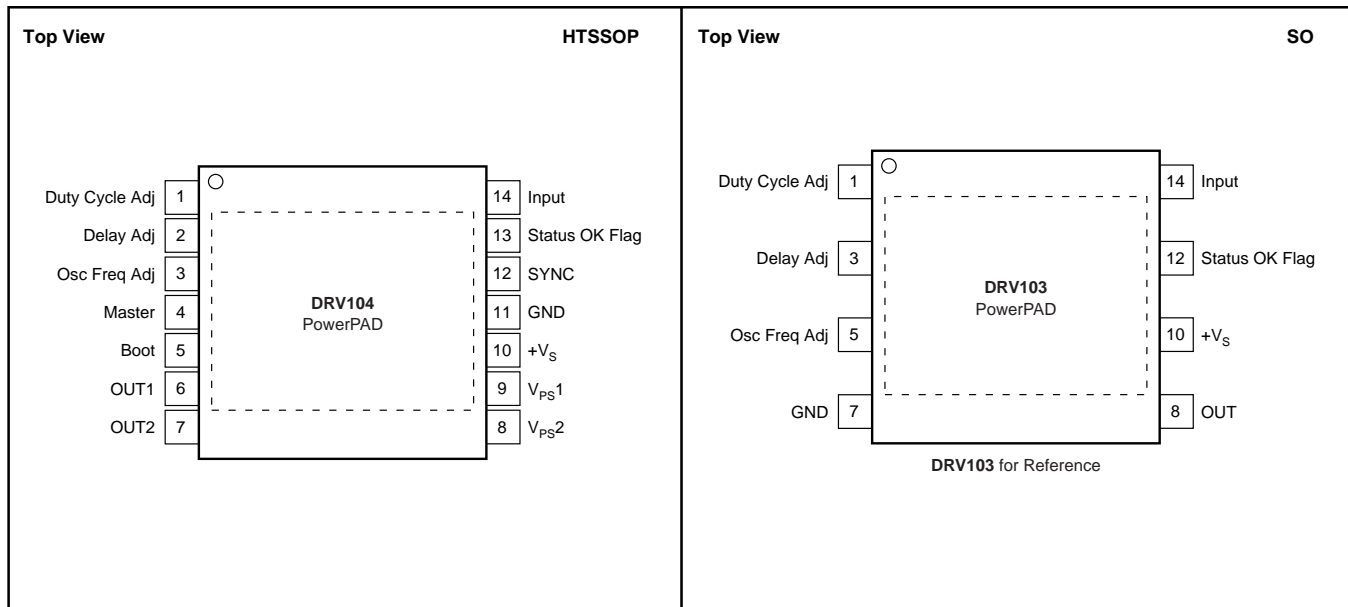 Top View
HTSSOP
Duty Cycle Adj 1
Delay Adj 2
Osc Freq Adj 3
Master 4
Boot 5
OUT1 6
OUT2 7
DRV104
PowerPAD
14 Input
13 Status OK Flag
12 SYNC
11 GND
10 +VS
9 VPS1
8 VPS2
Top View
SO
Duty Cycle Adj 1
Delay Adj 3
Osc Freq Adj 5
GND 7
DRV103
PowerPAD
14 Input
12 Status OK Flag
10 +VS
8 OUT
DRV103 for Reference